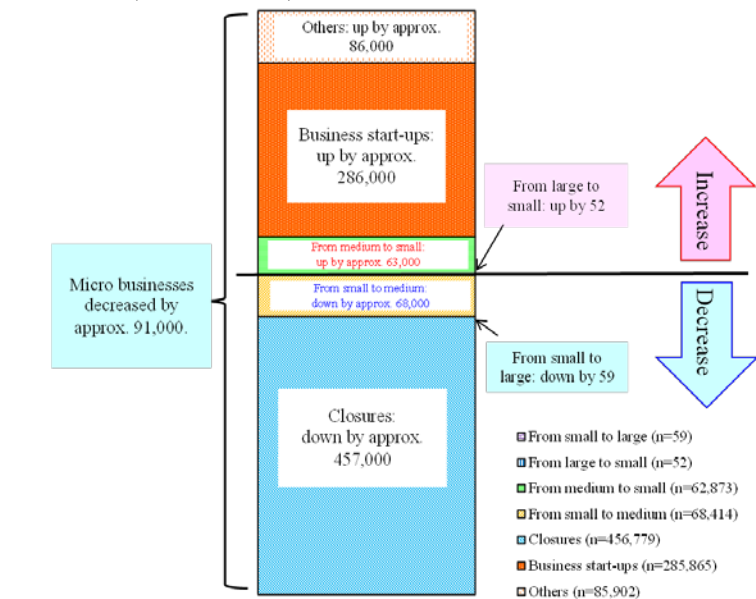 Others: up by approx.
86,000
Business start-ups:
up by approx.
286,000
From large to
small: up by 52
Increase
From medium to small:
up by approx. 63,000
Micro businesses
decreased by
approx. 91,000.
From small to medium:
down by approx. 68,000
Decrease
From small to
large: down by 59
Closures:
down by approx.
457,000
From small to large (n=59)
From large to small (n=52)
From medium to small (n=62,873)
From small to medium (n=68,414)
Closures (n=456,779)
Business start-ups (n=285,865)
Others (n=85,902)